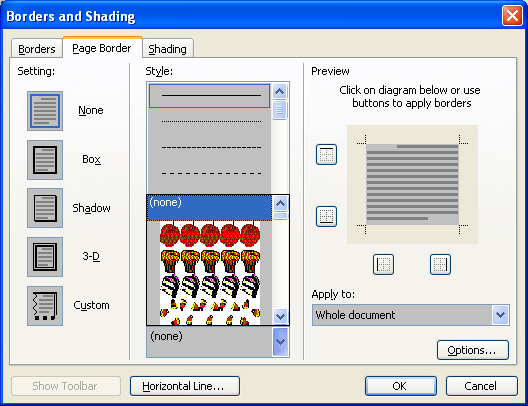 Borders and Shading
Borders
Page Border
Shading
Setting:
None
Box
Shadow
3-D
Custom
Style:
(none)
(none)
Preview
Click on diagram below or use
buttons to apply borders
Apply to:
Whole document
Options...
Show Toolbar
Horizontal Line...
OK
Cancel